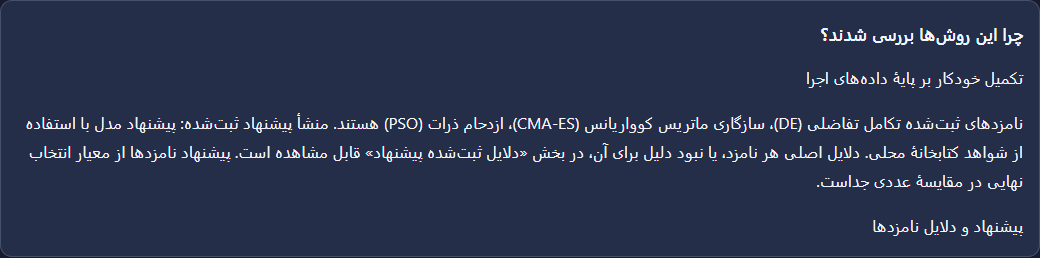 چرا این روش‌ها بررسی شدند؟
تکمیل خودکار بر پایهٔ داده‌های اجرا
نامزدهای ثبت‌شده تکامل تفاضلی (DE)، سازگاری ماتریس کوواریانس (CMA-ES)، ازدحام ذرات (PSO) هستند. منشأ پیشنهاد ثبت‌شده: پیشنهاد مدل با استفاده
از شواهد کتابخانهٔ محلی. دلایل اصلی هر نامزد، یا نبود دلیل برای آن، در بخش «دلایل ثبت‌شده پیشنهاد» قابل مشاهده است. پیشنهاد نامزدها از معیار انتخاب
نهایی در مقایسهٔ عددی جداست.
پیشنهاد و دلایل نامزدها